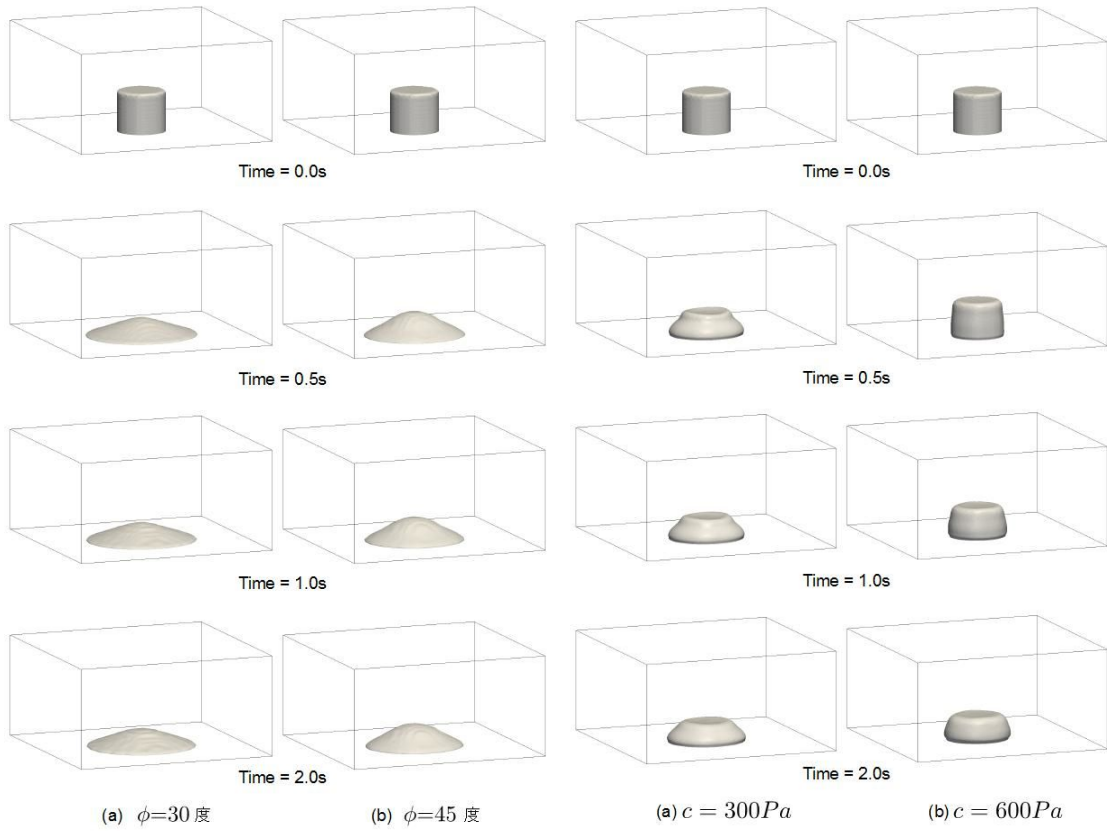 Time = 0.0s
Time = 0.0s
Time = 0.5s
Time = 0.5s
Time = 1.0s
Time = 1.0s
Time = 2.0s
Time = 2.0s
(a) ϕ=30 度
(b) ϕ=45 度
(a) c = 300Pa
(b) c = 600Pa